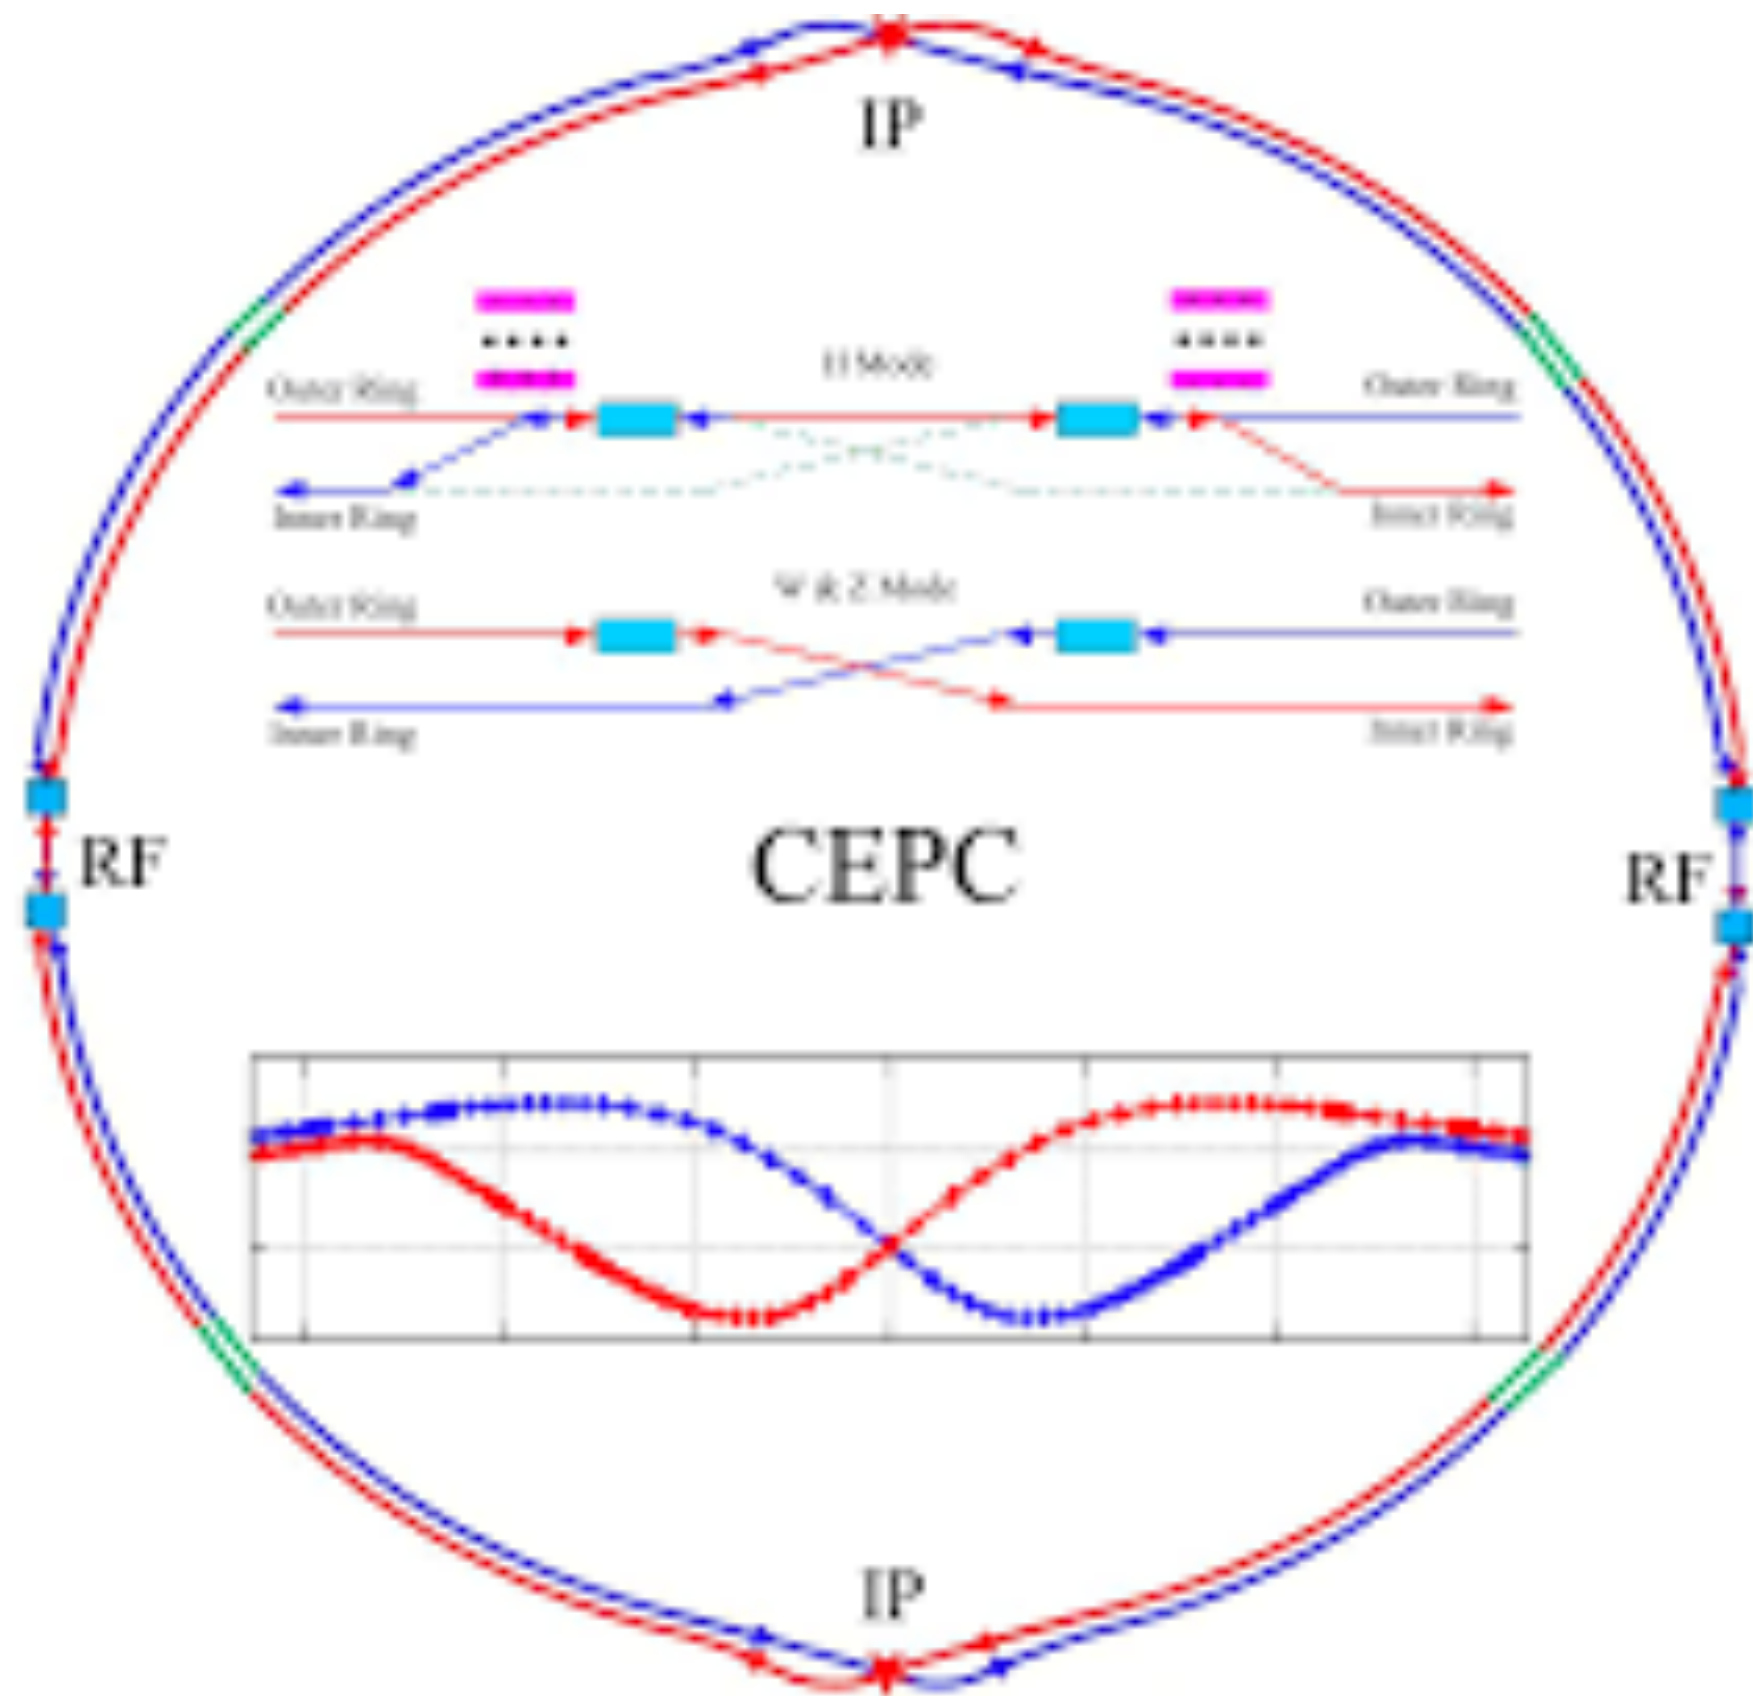 IP
H Mode
Outer Ring
Outer Ring
Inner Ring
Inner Ring
W & Z Mode
Outer Ring
Outer Ring
Inner Ring
Inner Ring
RF
CEPC
RF
IP